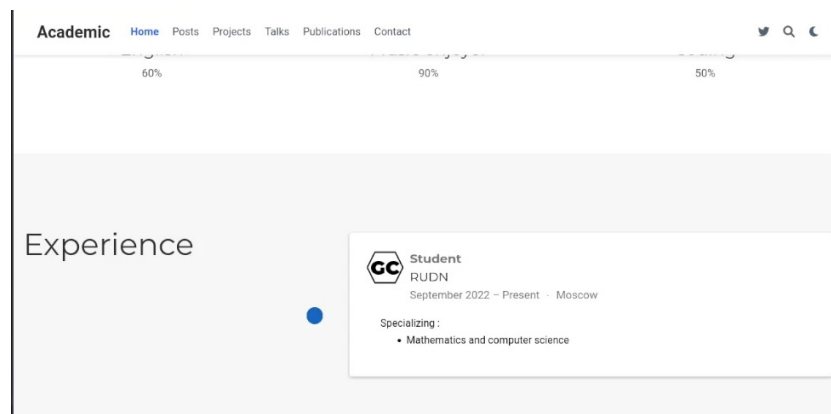 Academic Home Posts Projects Talks Publications Contact
60% 90% 50%
Experience
GC
Student
RUDN
September 2022 – Present · Moscow
Specializing :
• Mathematics and computer science